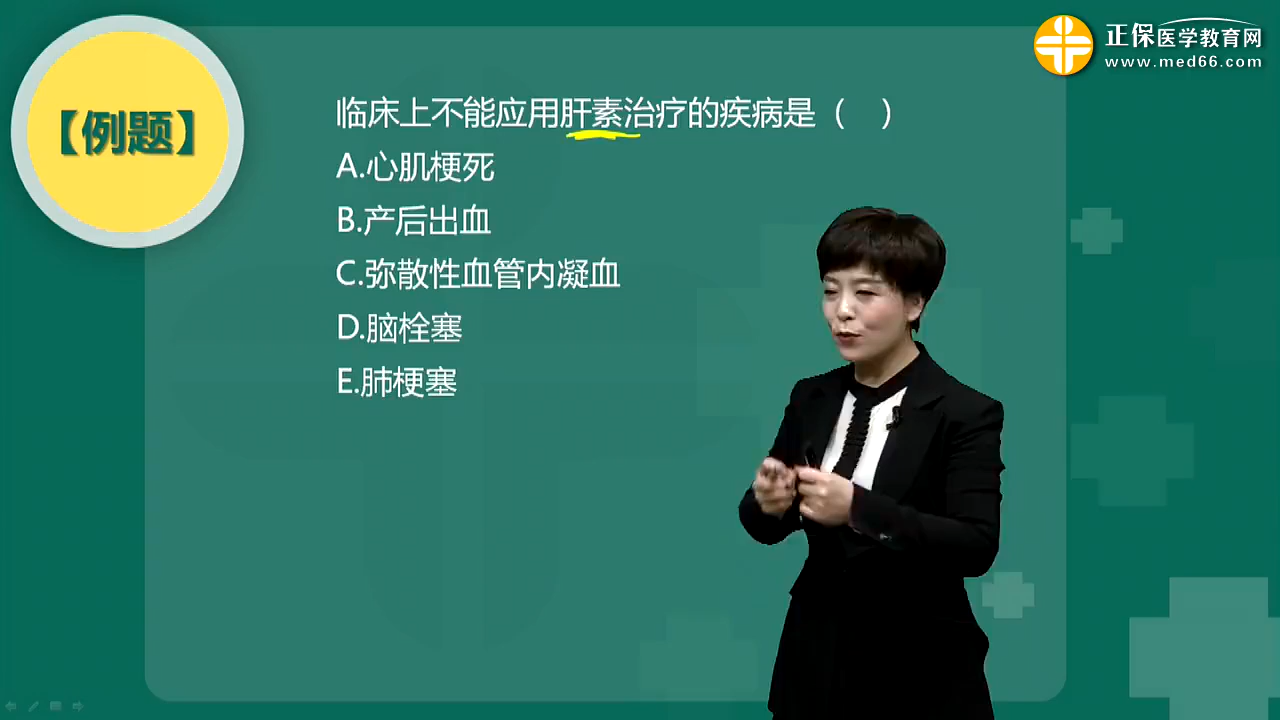 【例题】
正保医学教育网
www.med66.com
临床上不能应用肝素治疗的疾病是（ ）
A.心肌梗死
B.产后出血
C.弥散性血管内凝血
D.脑栓塞
E.肺梗塞